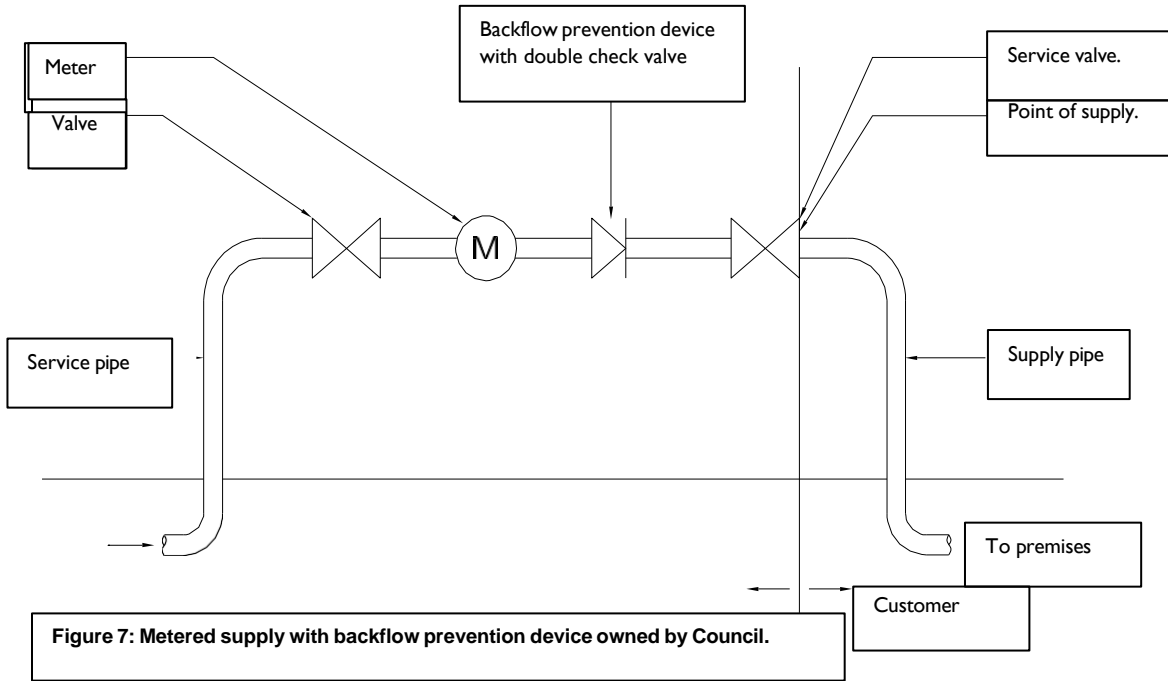 Backflow prevention device
with double check valve
Meter
Valve
Service valve.
Point of supply.
M
Service pipe
Supply pipe
To premises
Customer
Figure 7: Metered supply with backflow prevention device owned by Council.